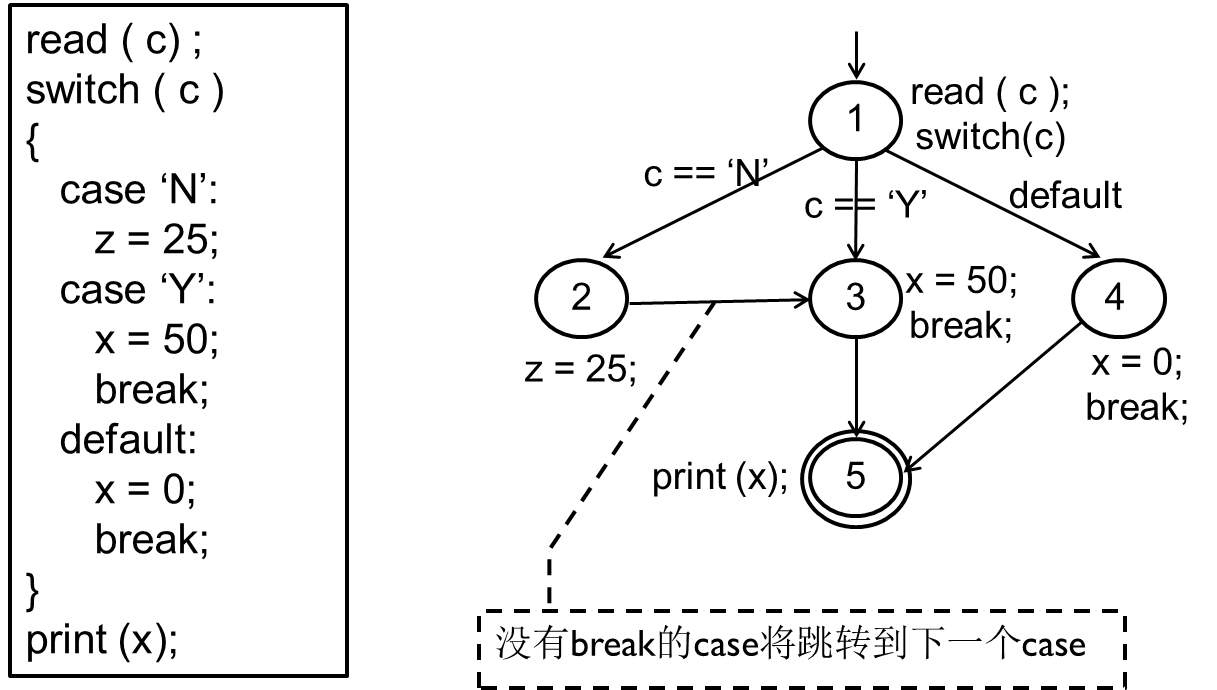 read ( c) ;
switch ( c )
{
case ‘N’:
z = 25;
case ‘Y’:
x = 50;
break;
default:
x = 0;
break;
}
print (x);
1
read ( c );
switch(c)
c == ‘N’
c == ‘Y’
default
2
z = 25;
3
x = 50;
break;
4
x = 0;
break;
print (x);
5
没有break的case将跳转到下一个case